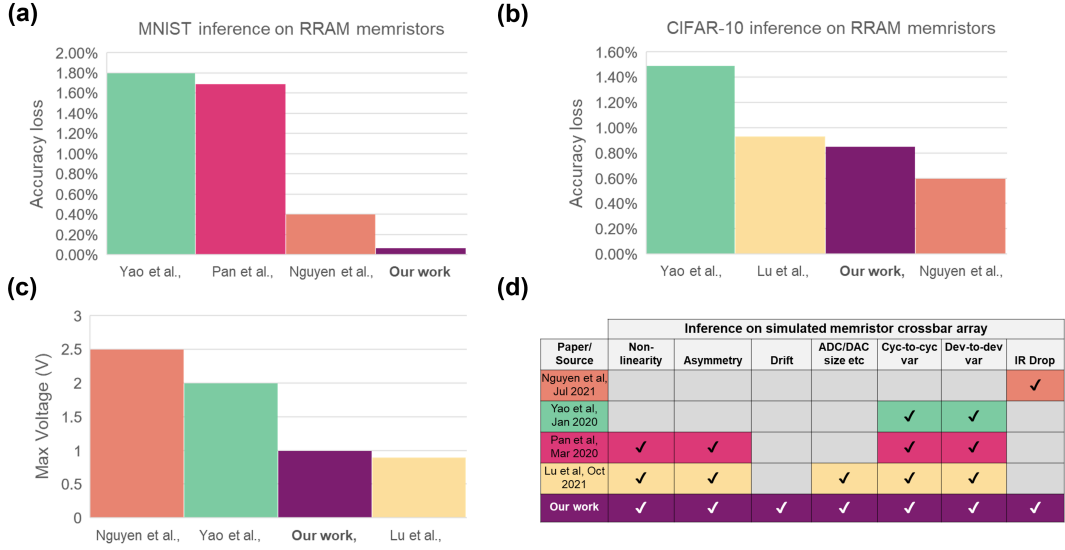 (a)
MNIST inference on RRAM memristors
Accuracy loss
2.00%
1.80%
1.60%
1.40%
1.20%
1.00%
0.80%
0.60%
0.40%
0.20%
0.00%
Yao et al., Pan et al., Nguyen et al., Our work
(b)
CIFAR-10 inference on RRAM memristors
Accuracy loss
1.60%
1.40%
1.20%
1.00%
0.80%
0.60%
0.40%
0.20%
0.00%
Yao et al., Lu et al., Our work, Nguyen et al.,
(c)
Max Voltage (V)
3
2.5
2
1.5
1
0.5
0
Nguyen et al., Yao et al., Our work, Lu et al.,
(d)
Inference on simulated memristor crossbar array
Paper/ Non- ADC/DAC Cyc-to-cyc Dev-to-dev
Source linearity Asymmetry Drift size etc var var IR Drop
Nguyen et al,
Jul 2021 ✓
Yao et al,
Jan 2020 ✓ ✓
Pan et al,
Mar 2020 ✓ ✓ ✓ ✓
Lu et al, Oct
2021 ✓ ✓ ✓ ✓ ✓
Our work ✓ ✓ ✓ ✓ ✓ ✓ ✓